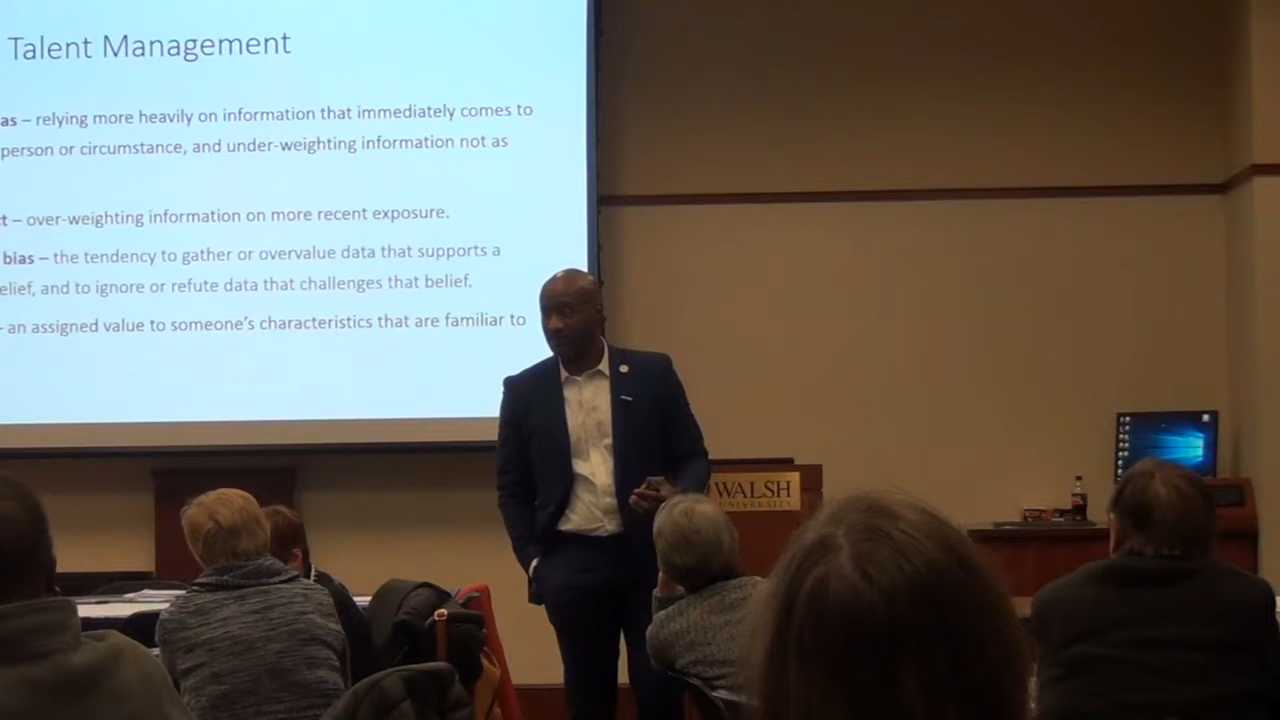 Talent Management
as – relying more heavily on information that immediately comes to
person or circumstance, and under-weighting information not as
t – over-weighting information on more recent exposure.
bias – the tendency to gather or overvalue data that supports a
elief, and to ignore or refute data that challenges that belief.
- an assigned value to someone's characteristics that are familiar to
WALSH
UNIVERSITY